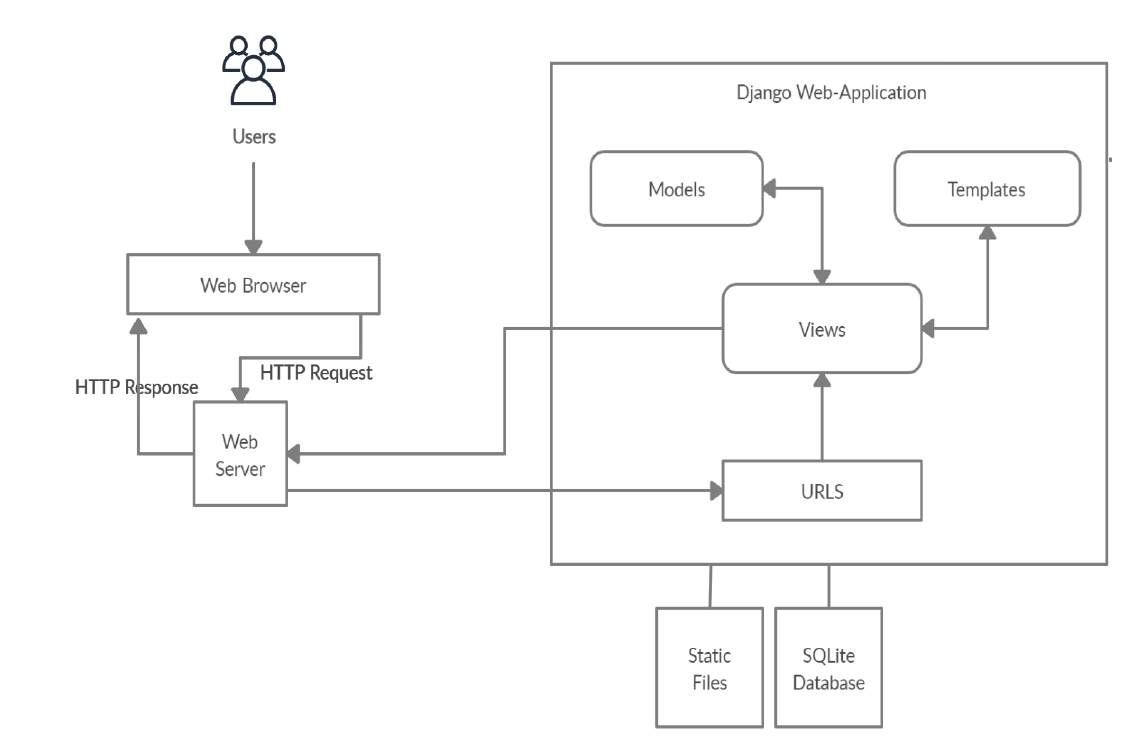 Users
Django Web-Application
Models
Templates
Web Browser
Views
HTTP Request
HTTP Response
Web
Server
URLS
Static
Files
SQLite
Database